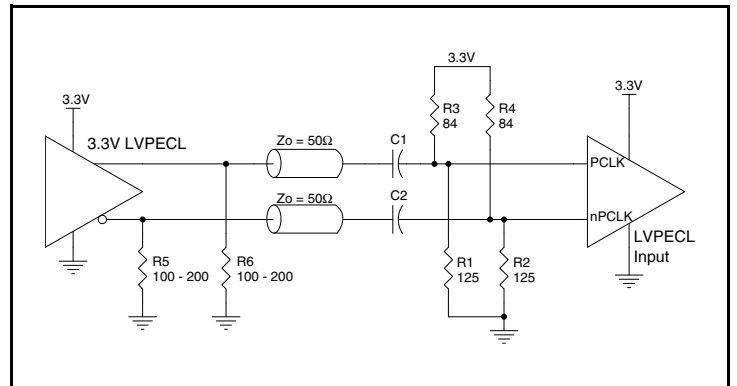 3.3V
3.3V
3.3V
3.3V LVPECL
R3
84
R4
84
Zo = 50Ω
C1
PCLK
Zo = 50Ω
C2
nPCLK
LVPECL
Input
R5
100 - 200
R6
100 - 200
R1
125
R2
125